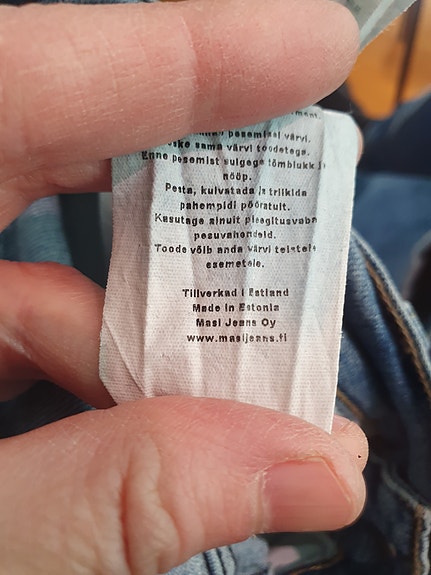 pesemisel värvi.
sama värvi toodetega.
Enne pesemist sulgege tõmblukk ja
nööp.
Pesta, kuivatada ja triikida
pahempidi pööratult.
Kasutage ainult pleegitusvaba
pesuvahendeid.
Toode võib anda värvi teistele
esemetele.
Tillverkad i Estland
Made in Estonia
Masi Jeans Oy
www.masijeans.fi